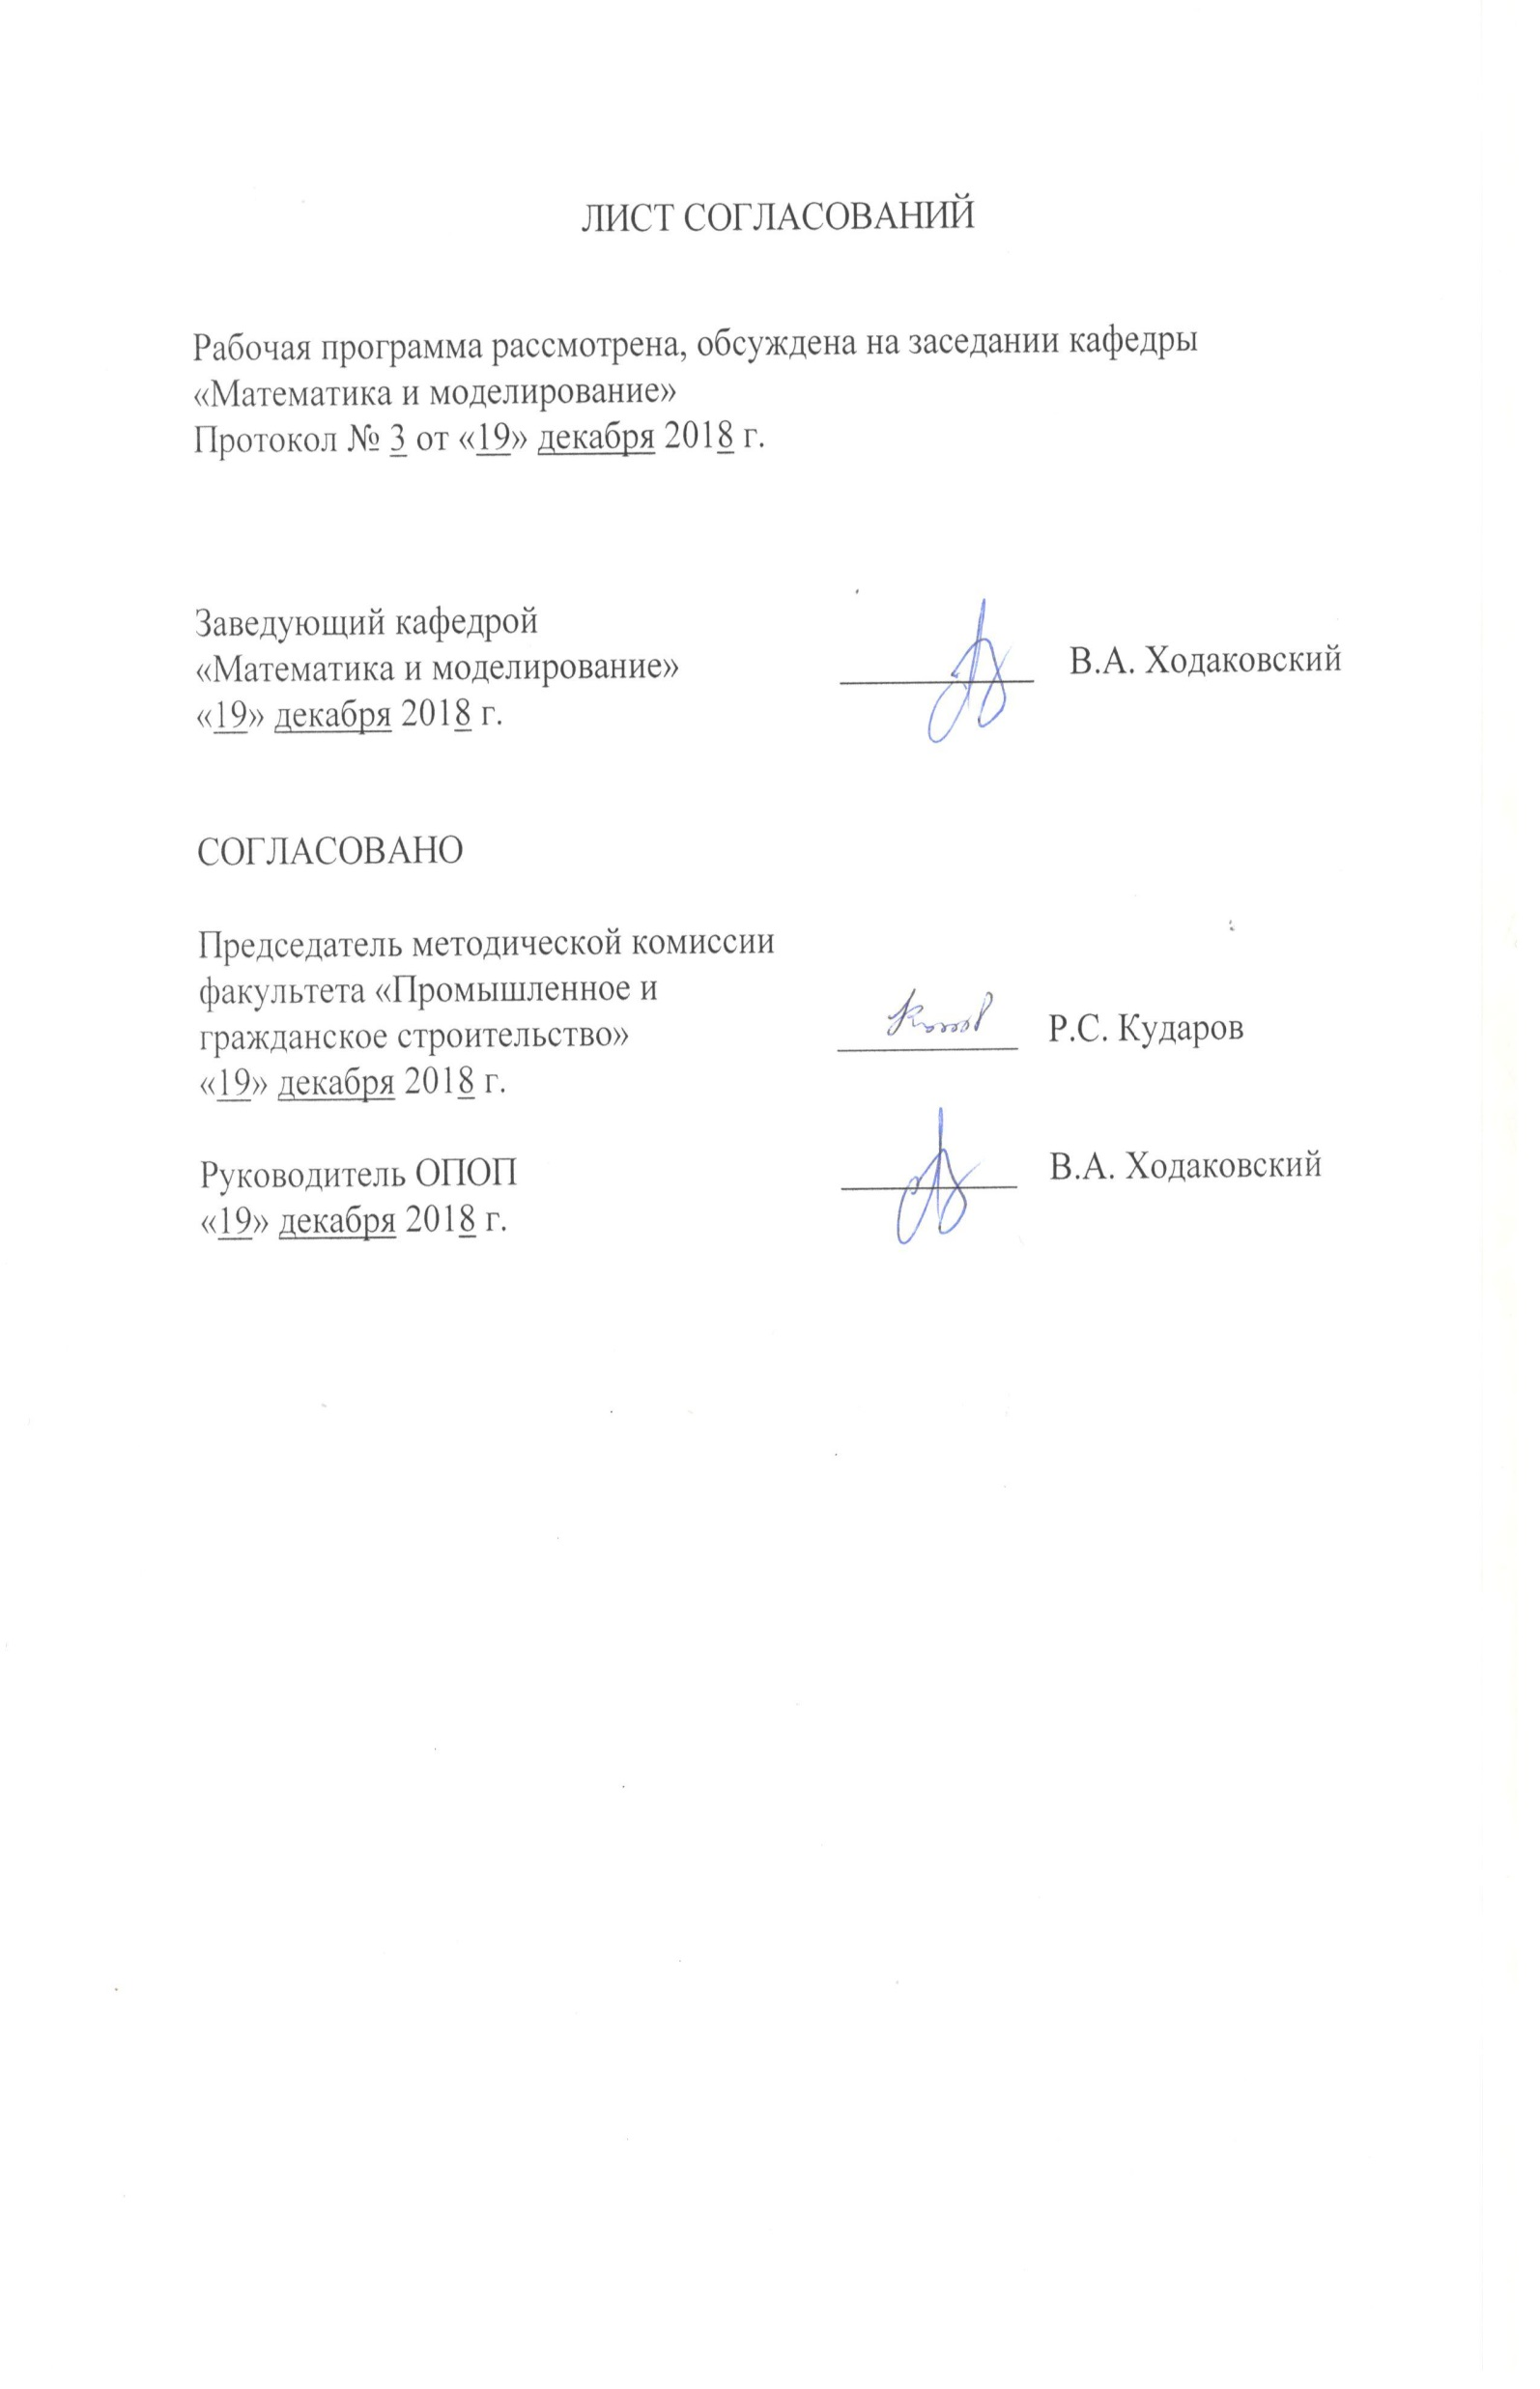 ЛИСТ СОГЛАСОВАНИЙ
Рабочая программа рассмотрена, обсуждена на заседании кафедры
«Математика и моделирование»
Протокол № 3 от «19» декабря 2018 г.
Заведующий кафедрой
«Математика и моделирование» В.А. Ходаковский
«19» декабря 2018 г.
СОГЛАСОВАНО
Председатель методической комиссии
факультета «Промышленное и
гражданское строительство» Р.С. Кударов
«19» декабря 2018 г.
Руководитель ОПОП В.А. Ходаковский
«19» декабря 2018 г.